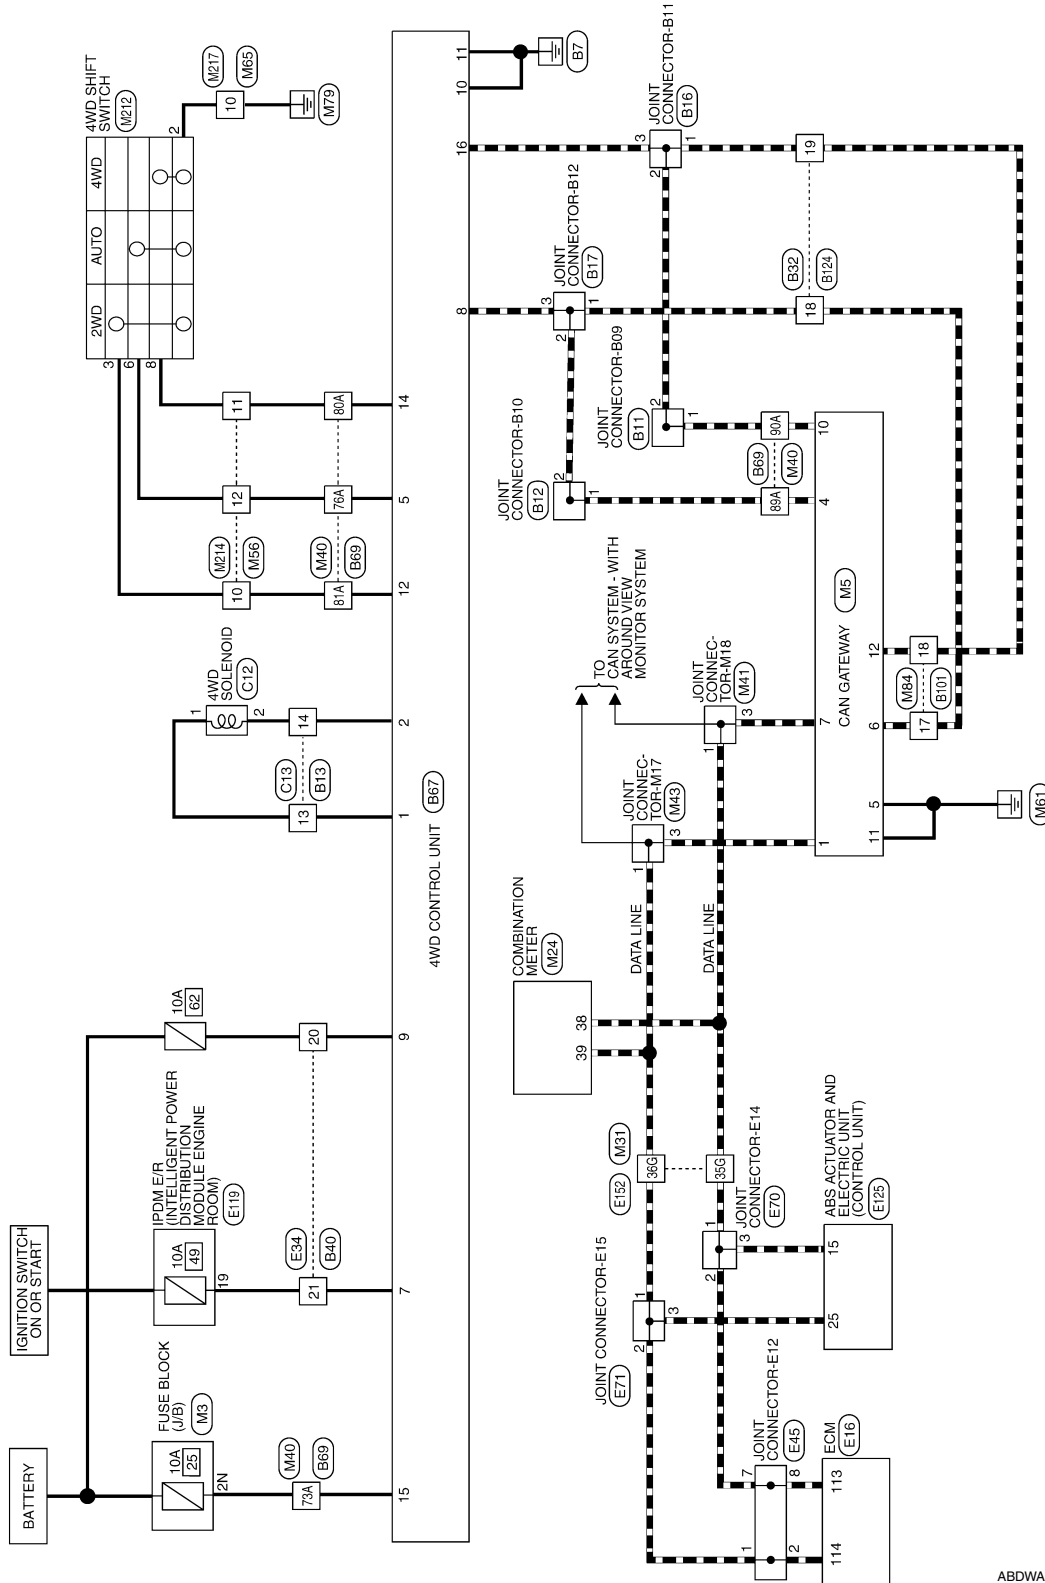 BATTERY
IGNITION SWITCH
ON OR START
FUSE BLOCK
(J/B)
M3
10A
25
2N
M40
B69
73A
15
IPDM E/R
(INTELLIGENT POWER
DISTRIBUTION
MODULE ENGINE
ROOM)
E119
10A
49
19
E34
B40
21
7
10A
62
20
9
4WD CONTROL UNIT
B67
4WD
SOLENOID
C12
1
2
C13
B13
13
14
1
2
4WD SHIFT
SWITCH
M212
2WD
AUTO
4WD
3
6
8
2
M217
M65
10
M79
M214
M56
10
12
11
M40
B69
81A
76A
80A
12
5
14
8
16
10
11
B7
JOINT
CONNECTOR-B11
B16
3
1
2
JOINT
CONNECTOR-B12
B17
3
1
2
JOINT
CONNECTOR-B09
B11
2
1
JOINT
CONNECTOR-B10
B12
2
1
B32
B124
18
19
B69
M40
89A
90A
4
10
CAN GATEWAY
M5
1
7
11
5
6
12
M61
M84
B101
17
18
TO
CAN SYSTEM - WITH
AROUND VIEW
MONITOR SYSTEM
JOINT
CONNEC-
TOR-M18
M41
1
3
JOINT
CONNEC-
TOR-M17
M43
1
3
DATA LINE
DATA LINE
COMBINATION
METER
M24
39
38
E152
M31
36G
35G
JOINT CONNECTOR-E15
E71
1
2
3
JOINT
CONNECTOR-E14
E70
1
2
3
ABS ACTUATOR AND
ELECTRIC UNIT
(CONTROL UNIT)
E125
25
15
JOINT
CONNECTOR-E12
E45
1
7
2
8
ECM
E16
114
113
ABDWA